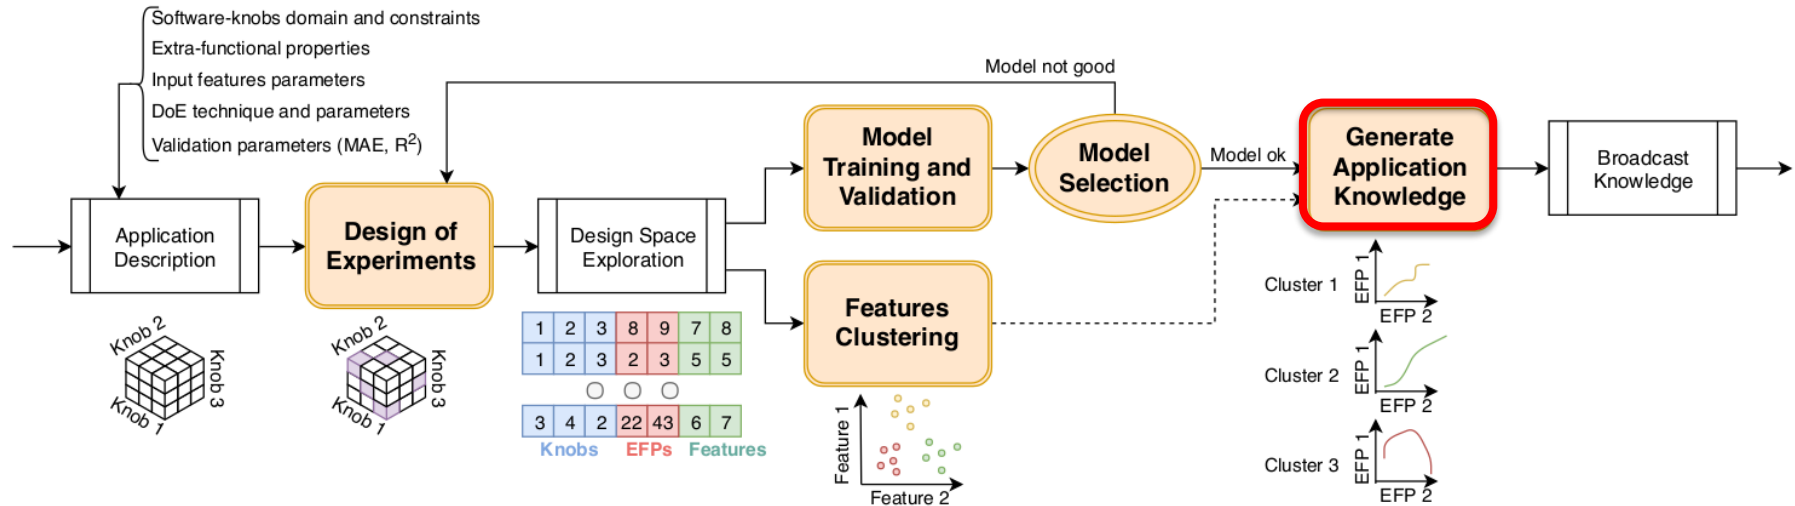 Software-knobs domain and constraints
Extra-functional properties
Input features parameters
DoE technique and parameters
Validation parameters (MAE, R²)
Model not good
Application
Description
Design of
Experiments
Design Space
Exploration
Model
Training and
Validation
Model
Selection
Model ok
Generate
Application
Knowledge
Broadcast
Knowledge
Features
Clustering
Knob 2
Knob 3
Knob 1
Knob 2
Knob 3
Knob 1
1 2 3 8 9 7 8
1 2 3 2 3 5 5
3 4 2 22 43 6 7
Knobs EFPs Features
Feature 1
Feature 2
Cluster 1
EFP 1
EFP 2
Cluster 2
EFP 1
EFP 2
Cluster 3
EFP 1
EFP 2